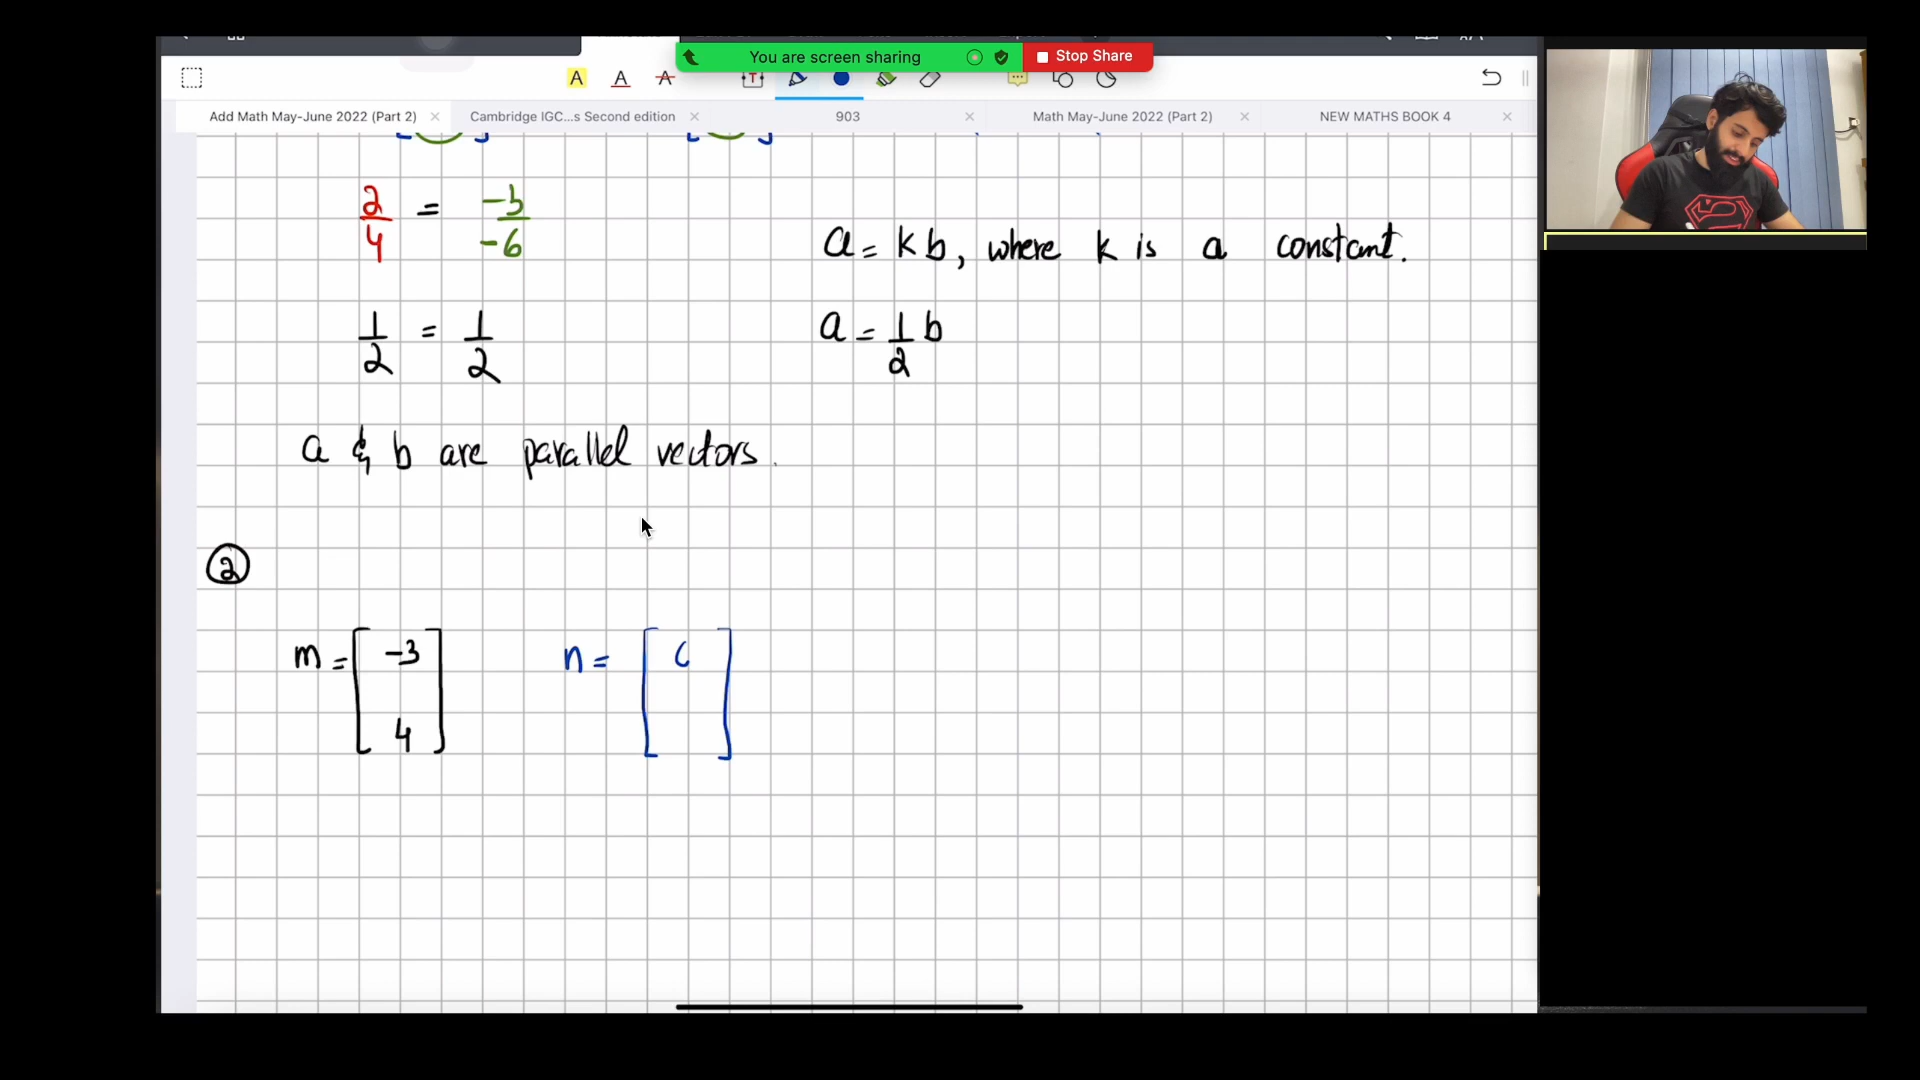 You are screen sharing
Stop Share
A A A T
Add Math May-June 2022 (Part 2) × Cambridge IGC...s Second edition × 903 × Math May-June 2022 (Part 2) × NEW MATHS BOOK 4 ×
2/4 = -3/-6
a = k b, where k is a constant.
1/2 = 1/2
a = 1/2 b
a & b are parallel vectors.
2
m = [ -3 4 ] n = [ ]